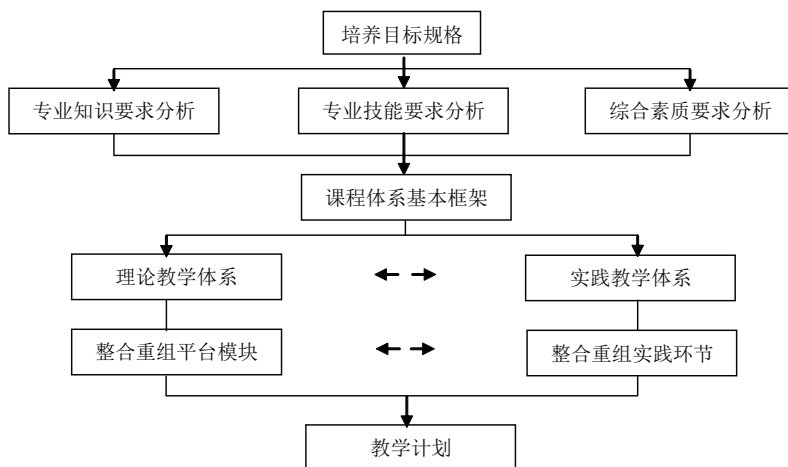 培养目标规格
专业知识要求分析
专业技能要求分析
综合素质要求分析
课程体系基本框架
理论教学体系
实践教学体系
整合重组平台模块
整合重组实践环节
教学计划